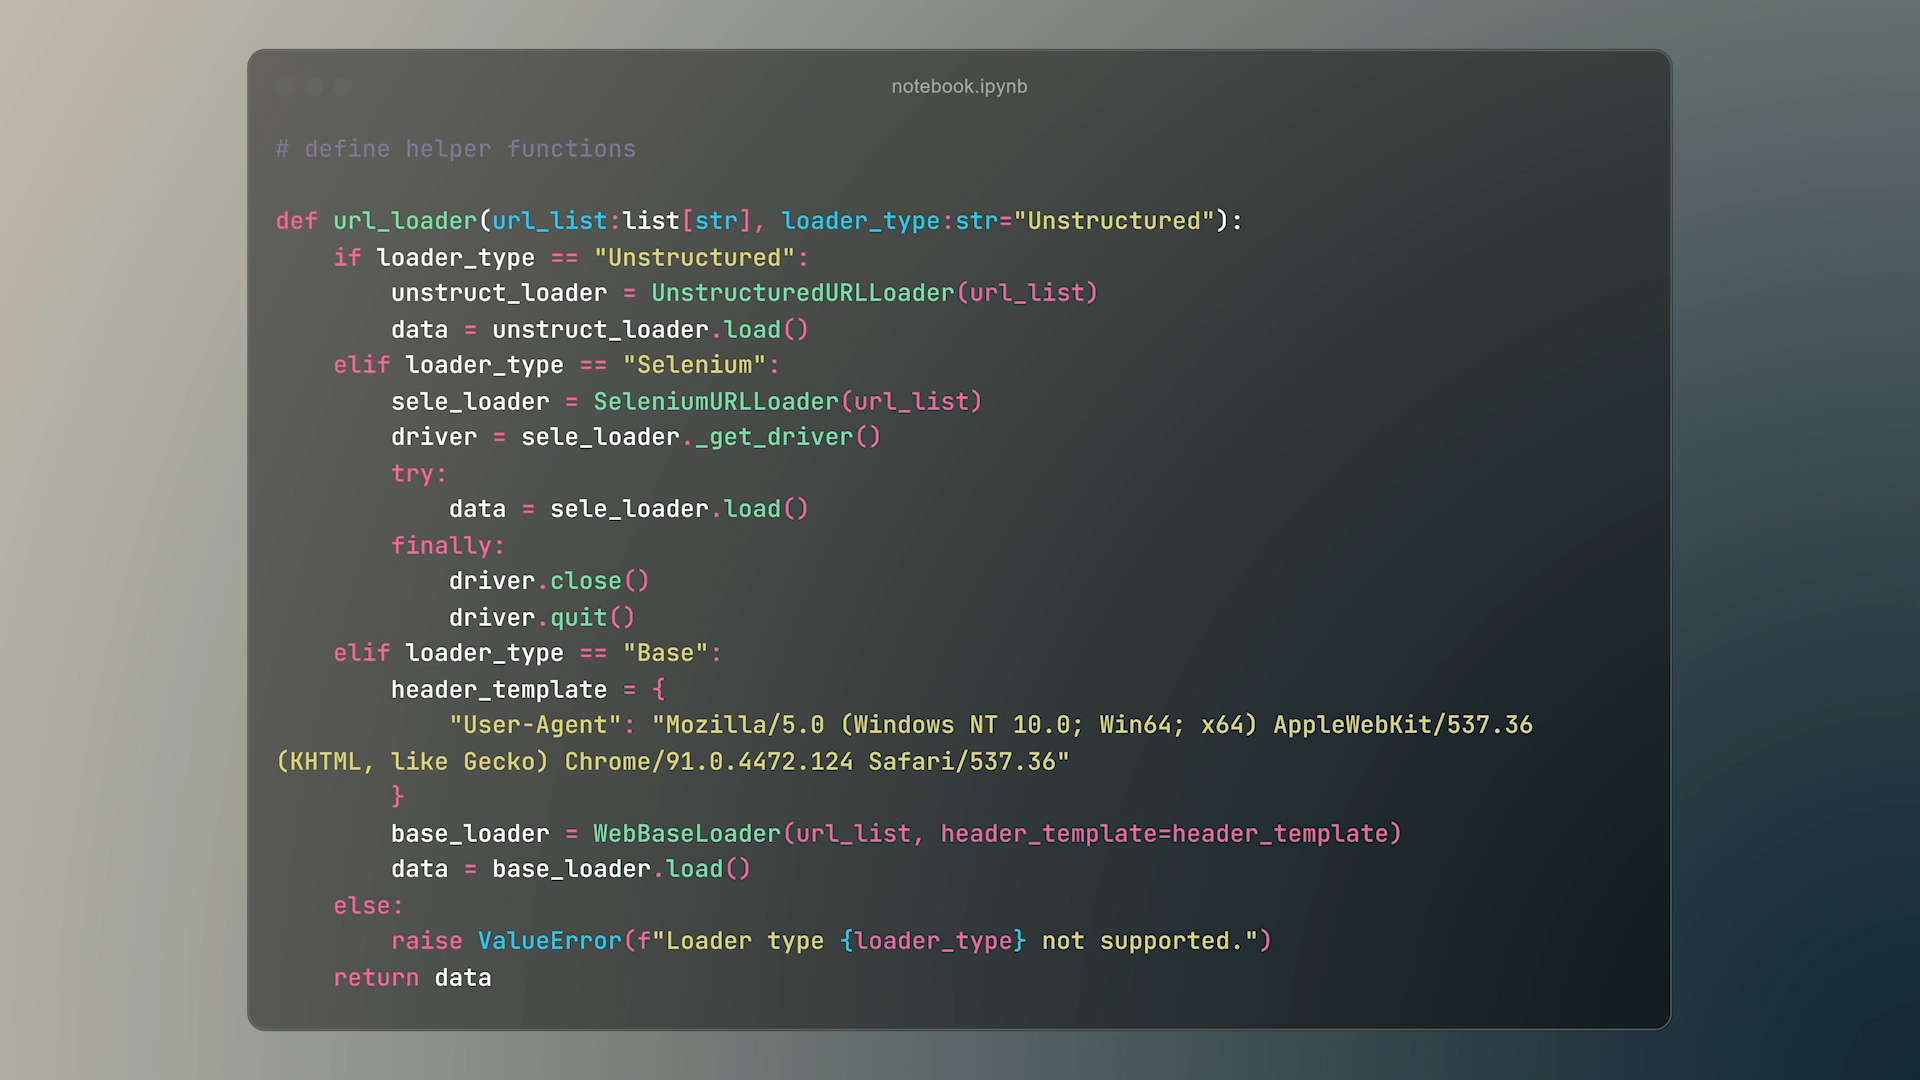 notebook.ipynb
# define helper functions
def url_loader(url_list:list[str], loader_type:str="Unstructured"):
    if loader_type == "Unstructured":
        unstruct_loader = UnstructuredURLLoader(url_list)
        data = unstruct_loader.load()
    elif loader_type == "Selenium":
        sele_loader = SeleniumURLLoader(url_list)
        driver = sele_loader._get_driver()
        try:
            data = sele_loader.load()
        finally:
            driver.close()
            driver.quit()
    elif loader_type == "Base":
        header_template = {
            "User-Agent": "Mozilla/5.0 (Windows NT 10.0; Win64; x64) AppleWebKit/537.36
(KHTML, like Gecko) Chrome/91.0.4472.124 Safari/537.36"
        }
        base_loader = WebBaseLoader(url_list, header_template=header_template)
        data = base_loader.load()
    else:
        raise ValueError(f"Loader type {loader_type} not supported.")
    return data